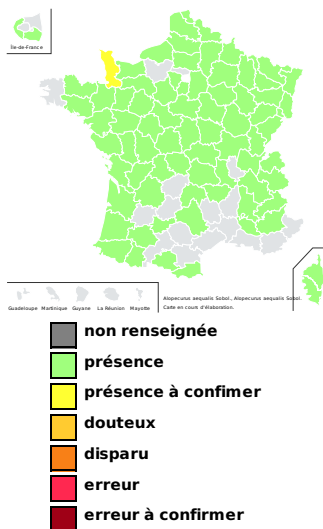 Île-de-France
Guadeloupe Martinique Guyane La Réunion Mayotte
Alopecurus aequalis Sobol., Alopecurus aequalis Sobol.
Carte en cours d'élaboration.
non renseignée
présence
présence à confimer
douteux
disparu
erreur
erreur à confirmer